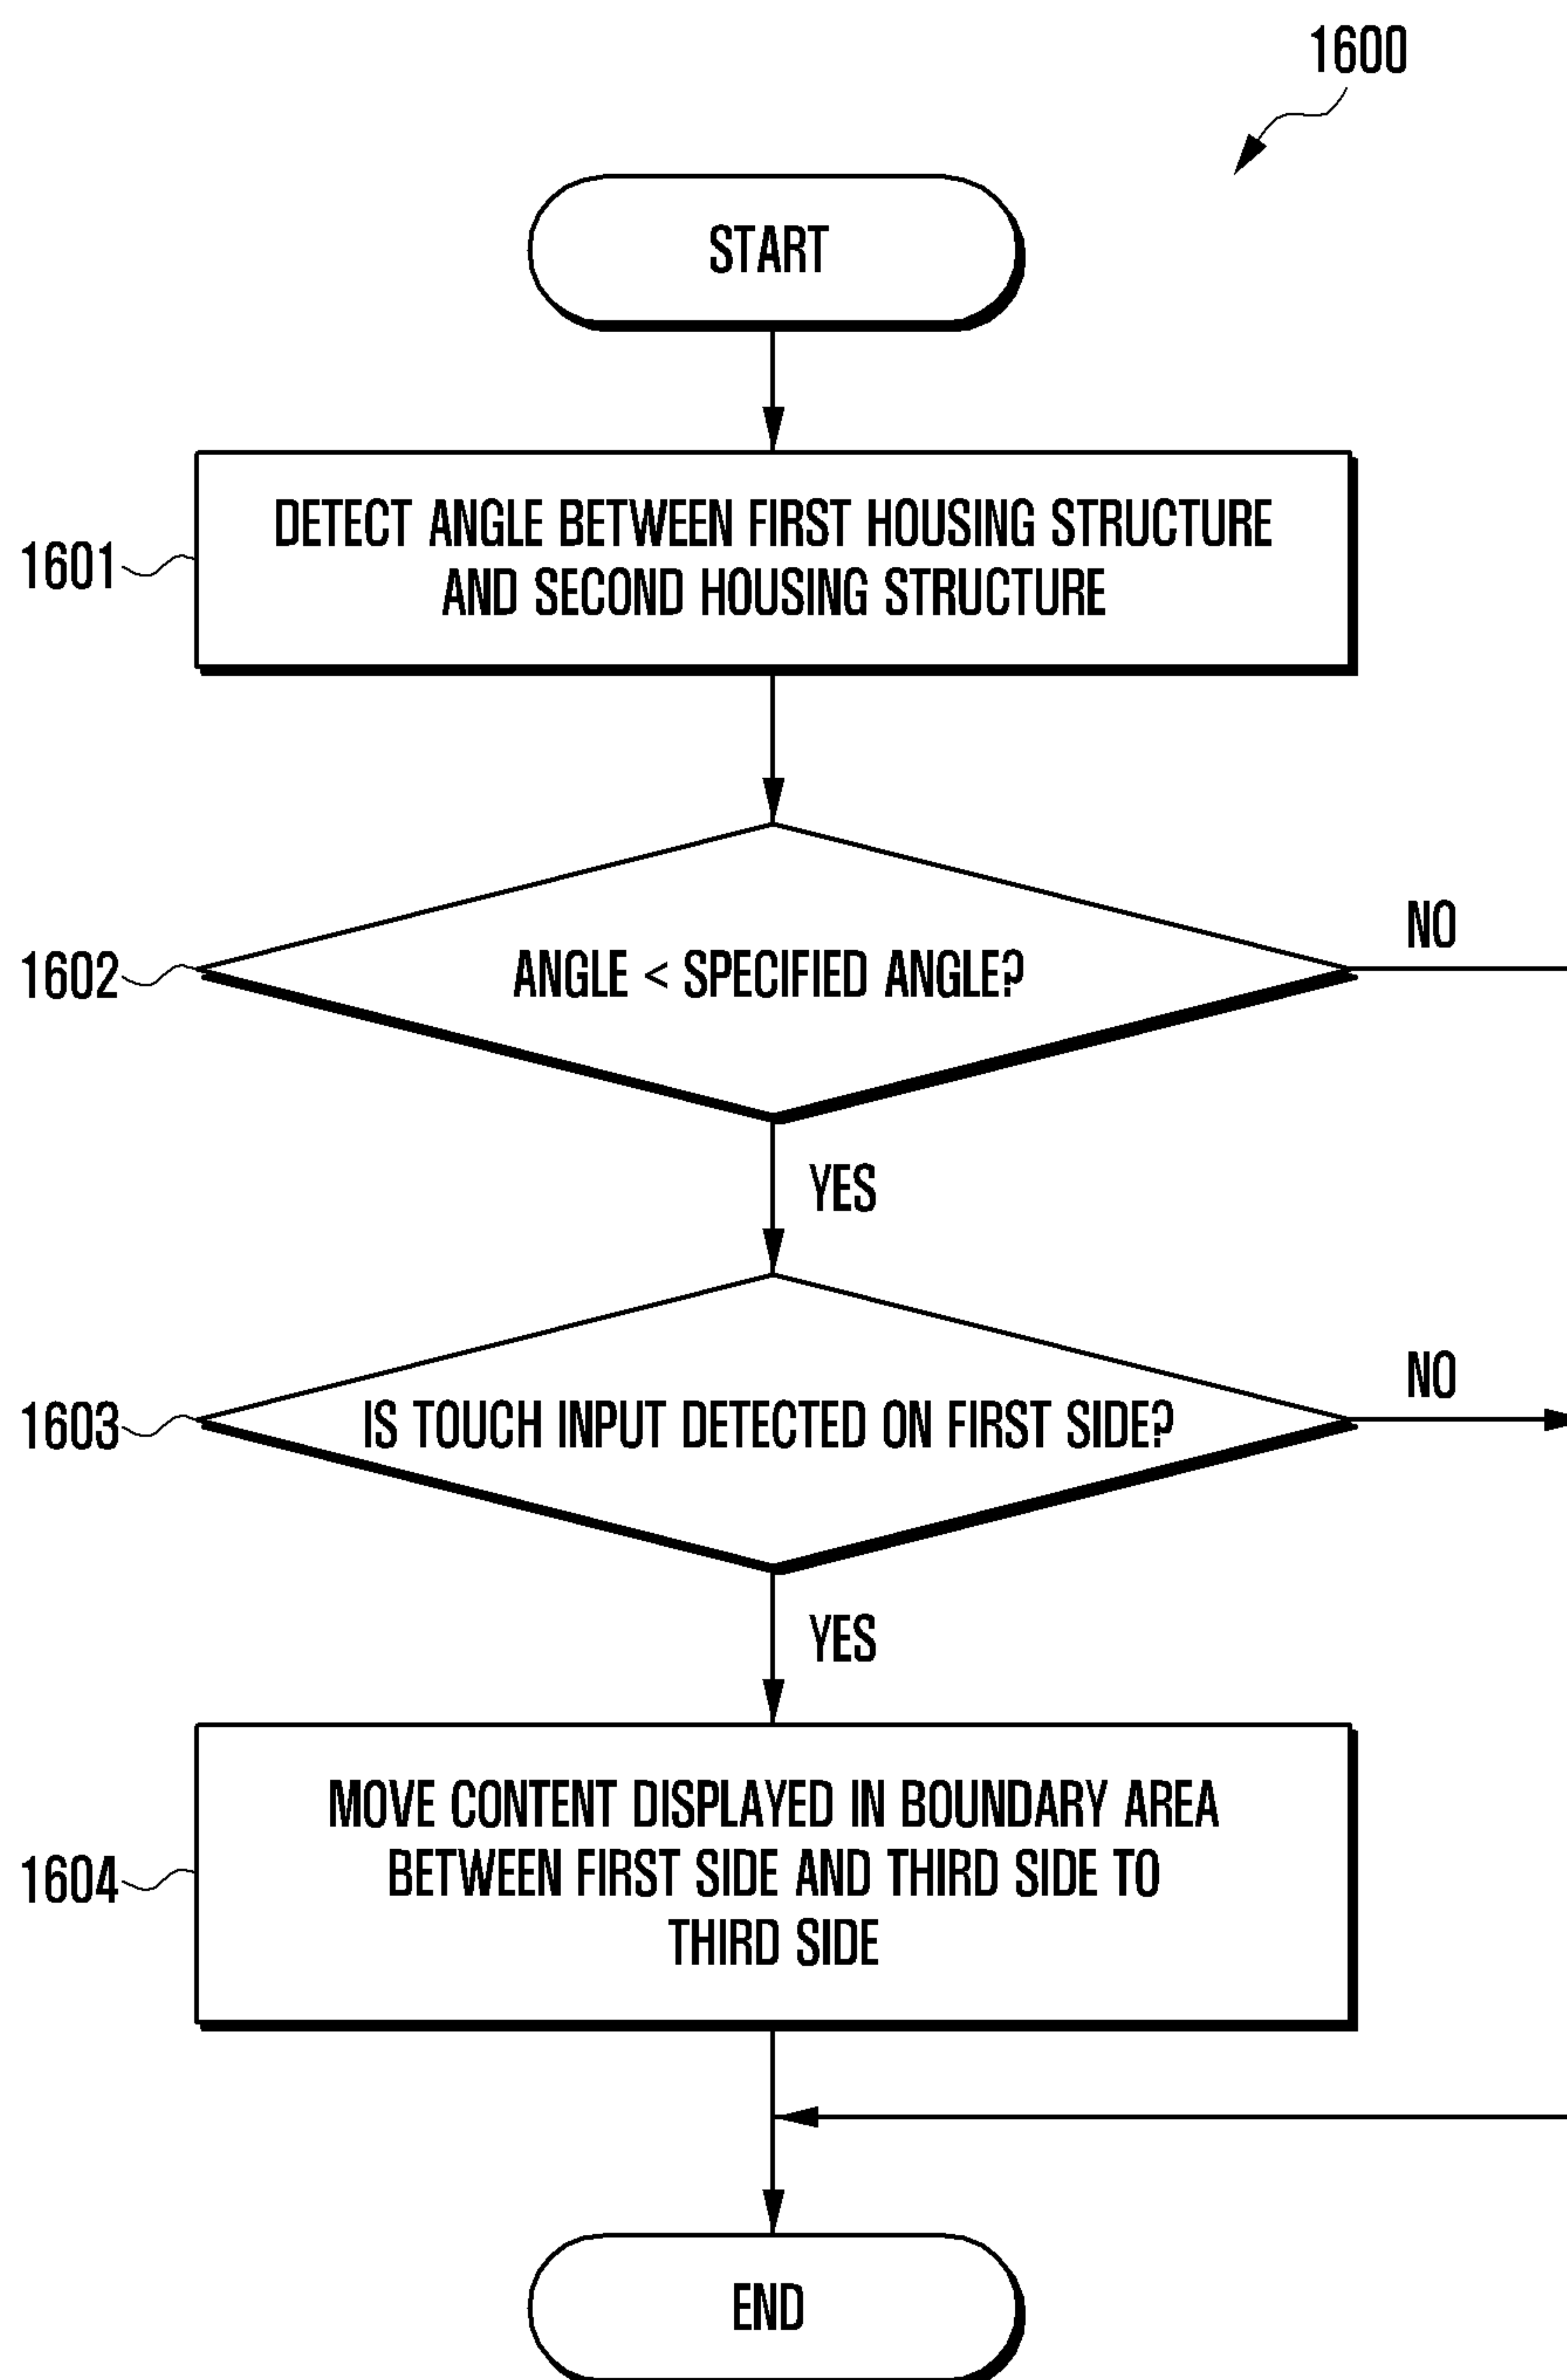 1600
START
1601
DETECT ANGLE BETWEEN FIRST HOUSING STRUCTURE
AND SECOND HOUSING STRUCTURE
1602
ANGLE < SPECIFIED ANGLE?
NO
YES
1603
IS TOUCH INPUT DETECTED ON FIRST SIDE?
NO
YES
1604
MOVE CONTENT DISPLAYED IN BOUNDARY AREA
BETWEEN FIRST SIDE AND THIRD SIDE TO
THIRD SIDE
END